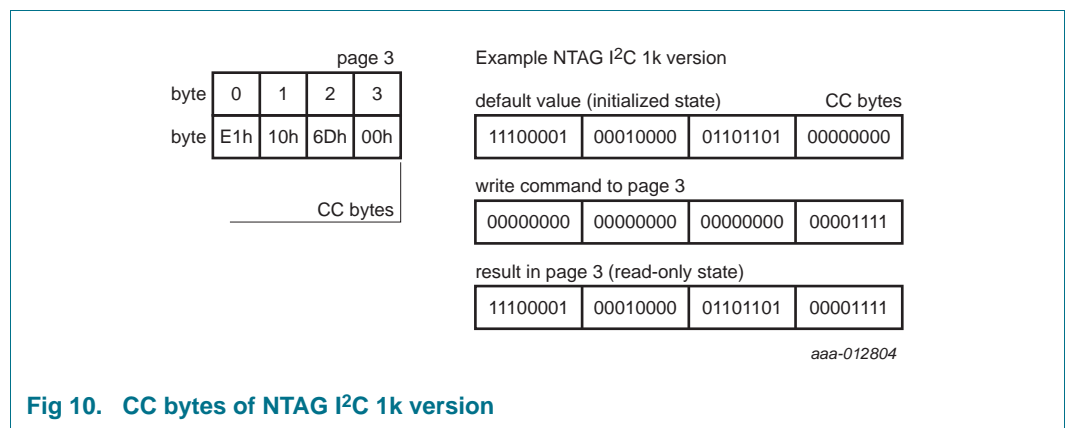 page 3
byte 0 1 2 3
byte E1h 10h 6Dh 00h
CC bytes
Example NTAG I2C 1k version
default value (initialized state) CC bytes
11100001 00010000 01101101 00000000
write command to page 3
00000000 00000000 00000000 00001111
result in page 3 (read-only state)
11100001 00010000 01101101 00001111
aaa-012804
Fig 10. CC bytes of NTAG I2C 1k version